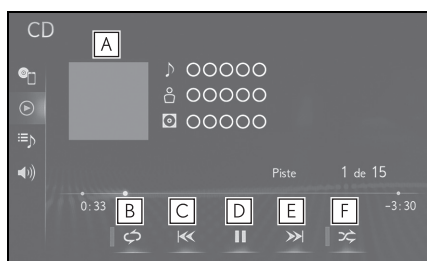 CD
A
♪ OOOOO
OOOOO
OOOOO
Piste 1 de 15
0:33 B C D E F -3:30